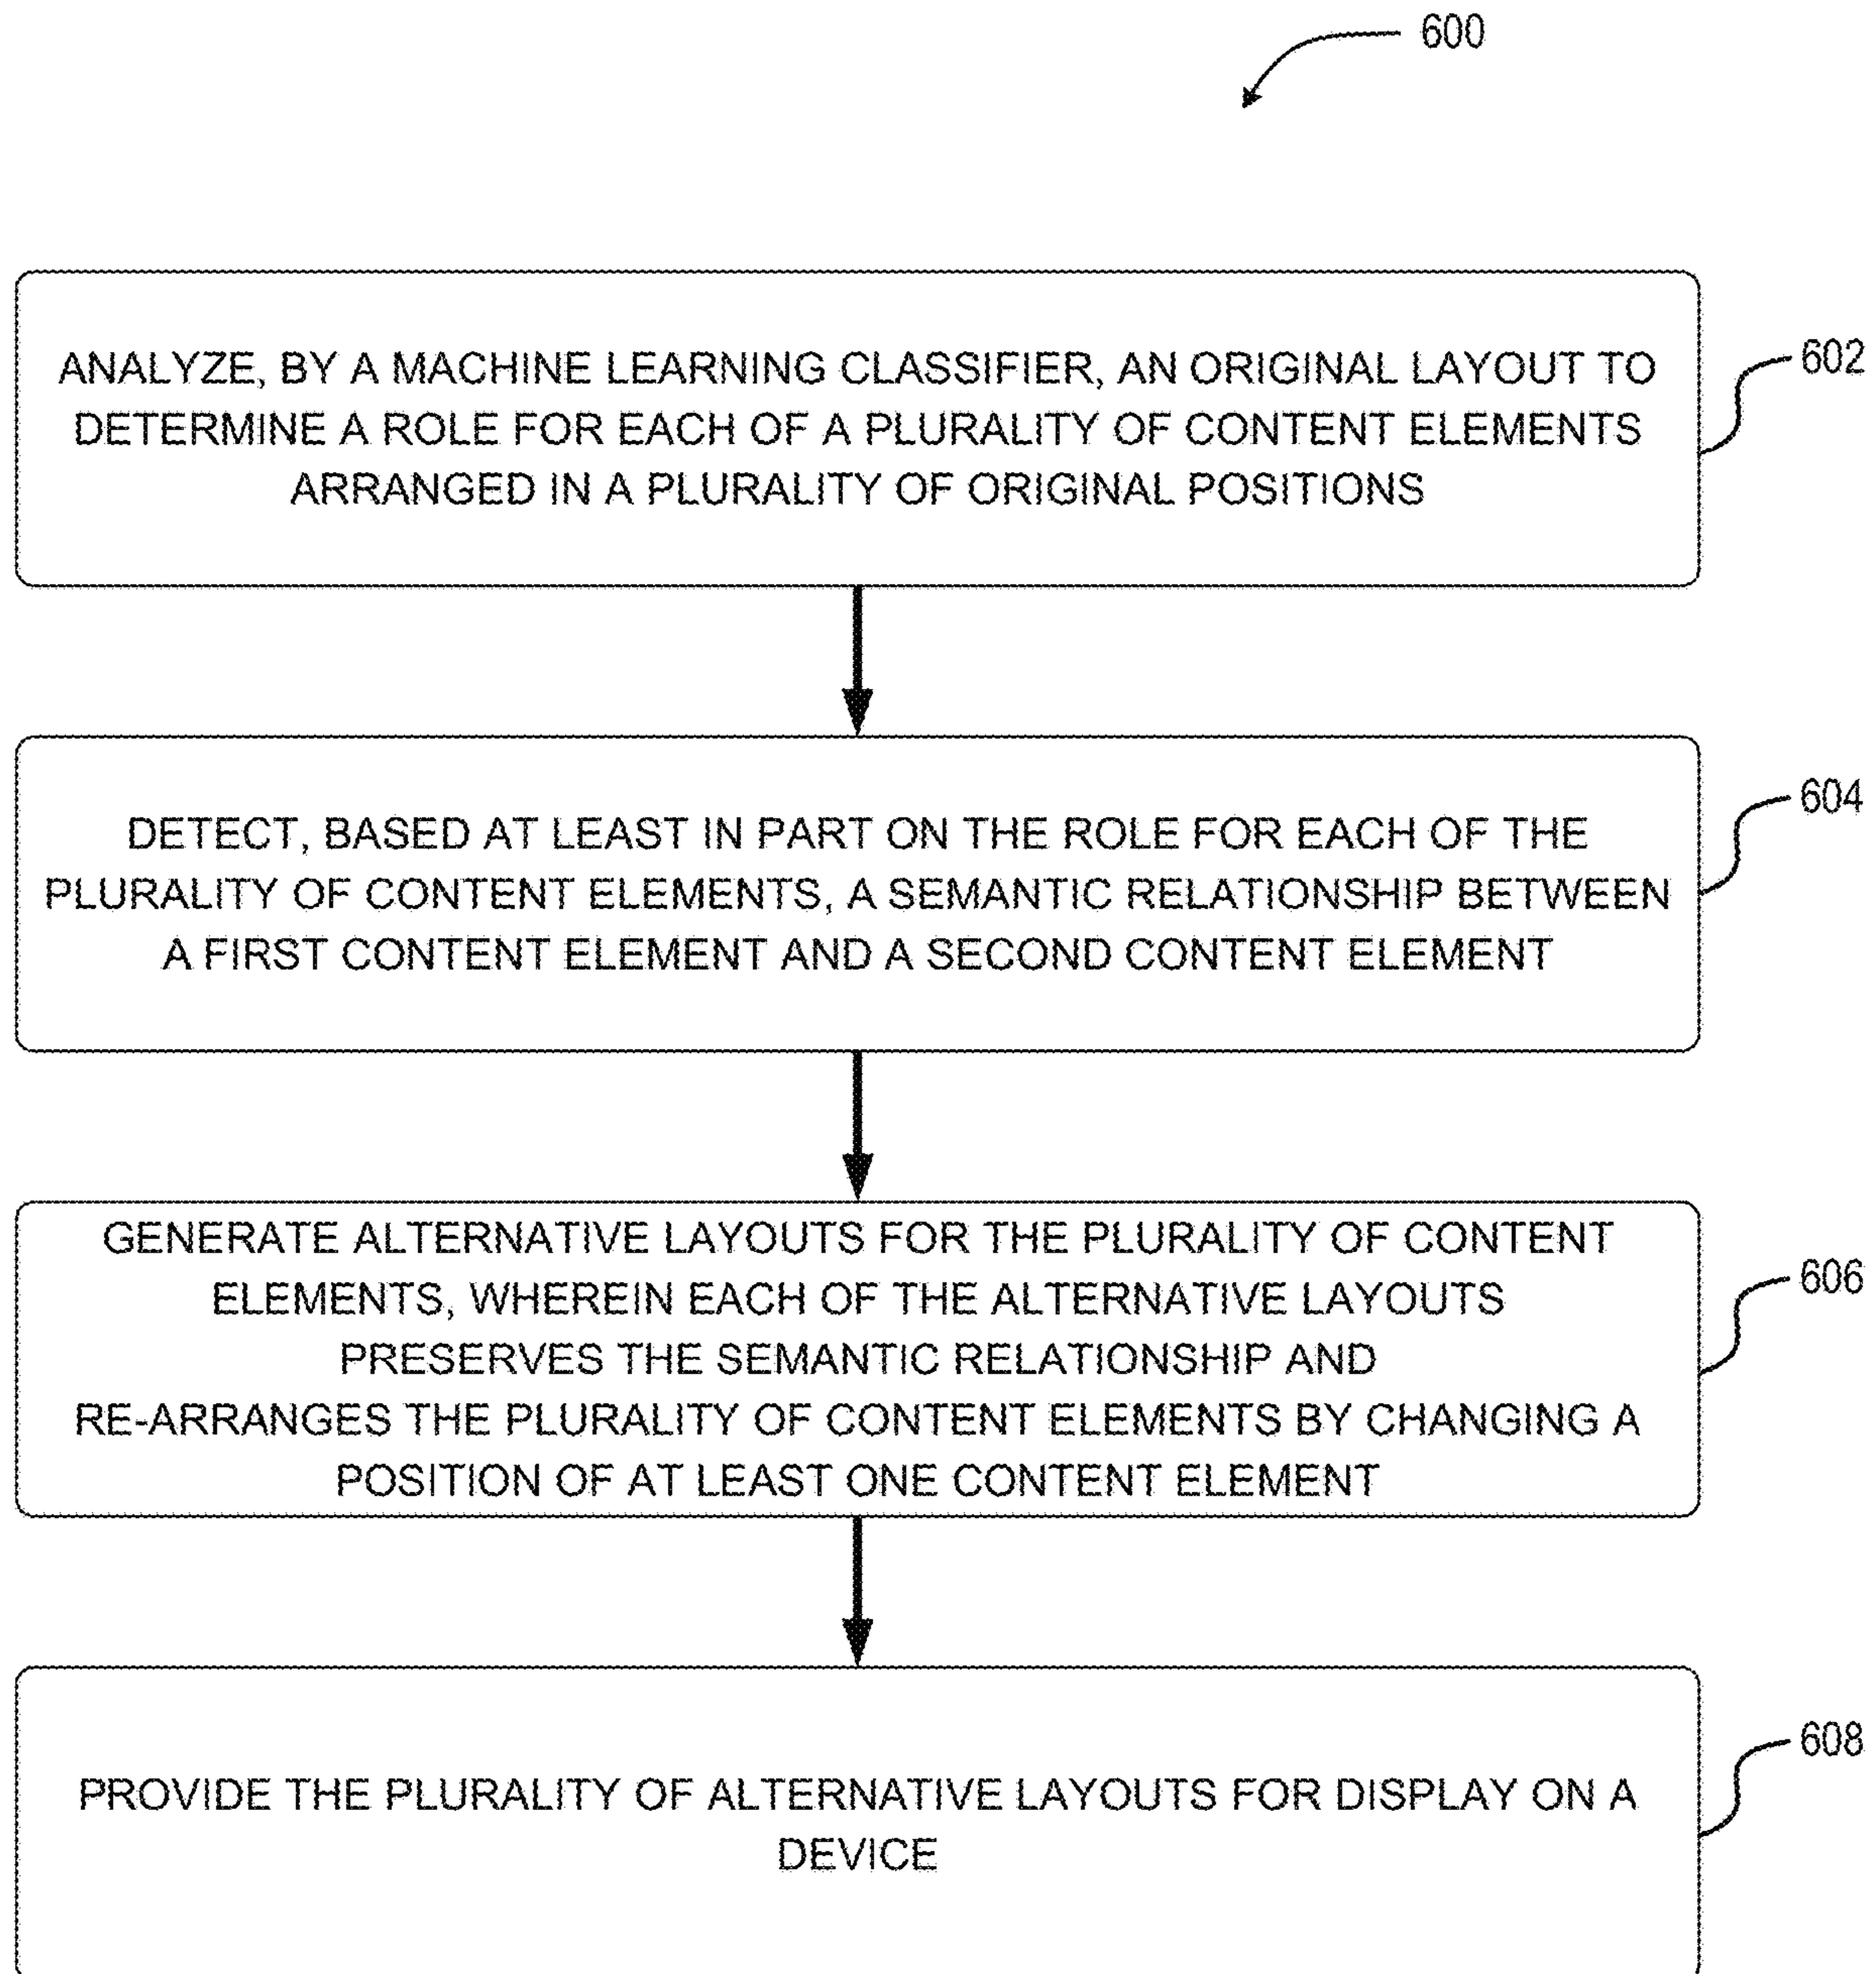 600
ANALYZE, BY A MACHINE LEARNING CLASSIFIER, AN ORIGINAL LAYOUT TO
DETERMINE A ROLE FOR EACH OF A PLURALITY OF CONTENT ELEMENTS
ARRANGED IN A PLURALITY OF ORIGINAL POSITIONS
602
DETECT, BASED AT LEAST IN PART ON THE ROLE FOR EACH OF THE
PLURALITY OF CONTENT ELEMENTS, A SEMANTIC RELATIONSHIP BETWEEN
A FIRST CONTENT ELEMENT AND A SECOND CONTENT ELEMENT
604
GENERATE ALTERNATIVE LAYOUTS FOR THE PLURALITY OF CONTENT
ELEMENTS, WHEREIN EACH OF THE ALTERNATIVE LAYOUTS
PRESERVES THE SEMANTIC RELATIONSHIP AND
RE-ARRANGES THE PLURALITY OF CONTENT ELEMENTS BY CHANGING A
POSITION OF AT LEAST ONE CONTENT ELEMENT
606
PROVIDE THE PLURALITY OF ALTERNATIVE LAYOUTS FOR DISPLAY ON A
DEVICE
608